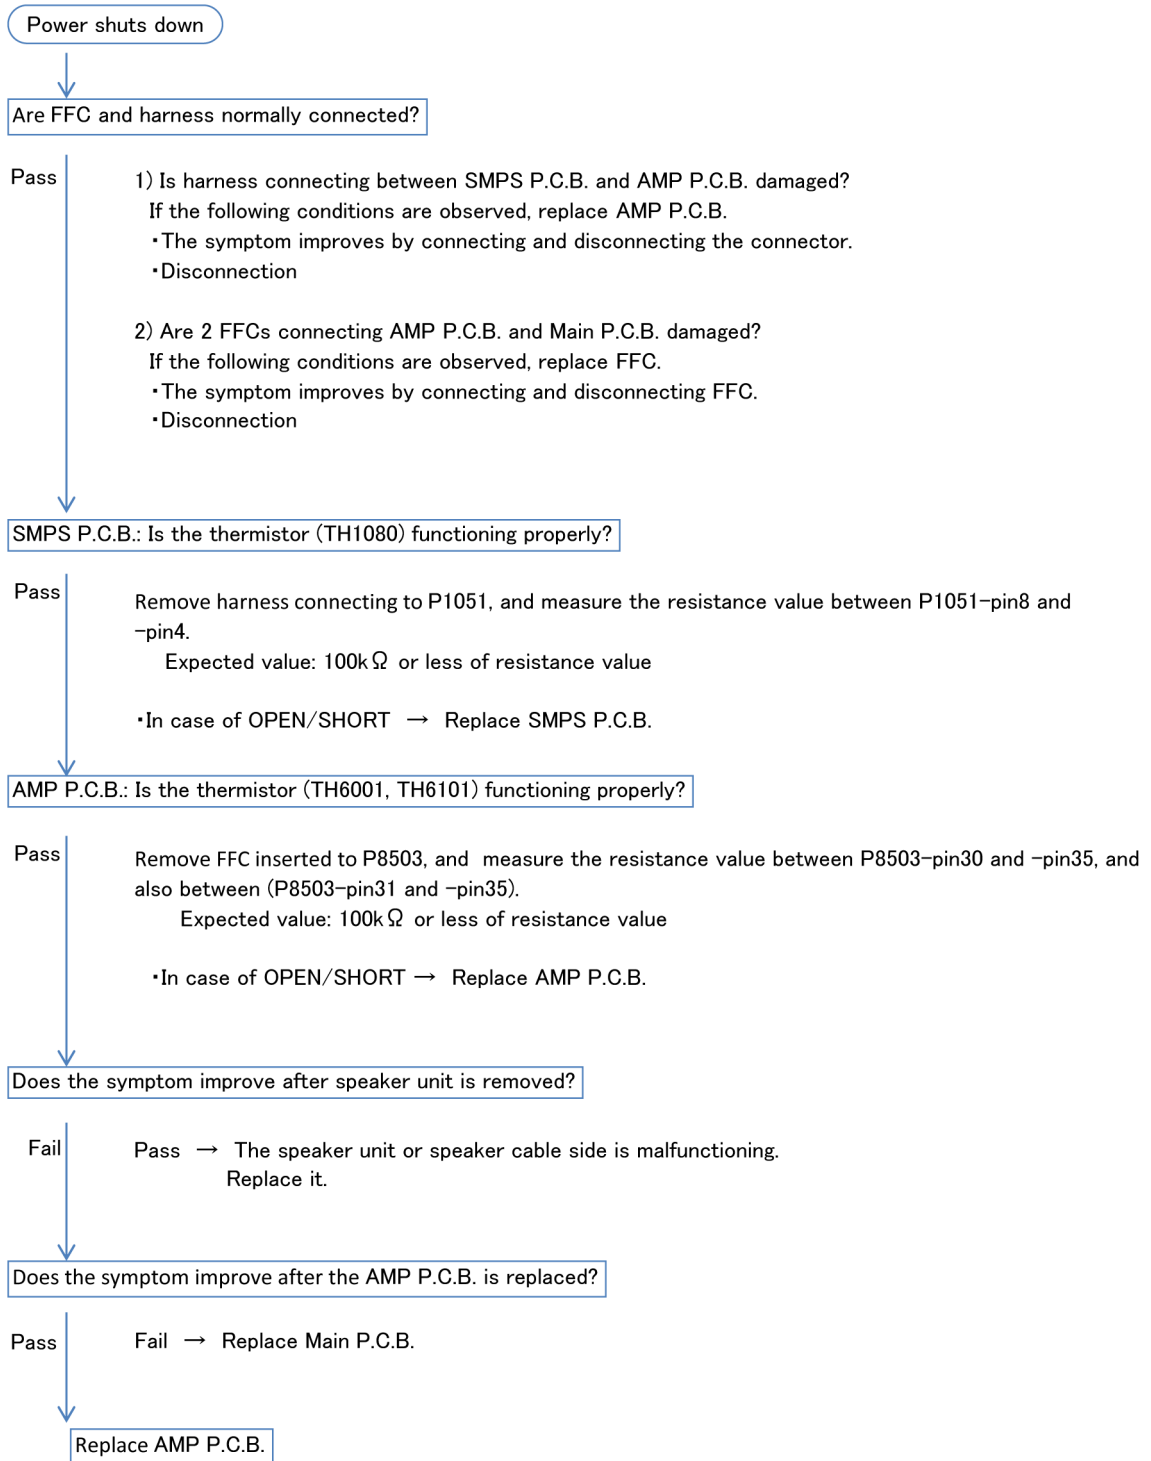 Power shuts down
Are FFC and harness normally connected?
Pass
1) Is harness connecting between SMPS P.C.B. and AMP P.C.B. damaged?
If the following conditions are observed, replace AMP P.C.B.
・The symptom improves by connecting and disconnecting the connector.
・Disconnection
2) Are 2 FFCs connecting AMP P.C.B. and Main P.C.B. damaged?
If the following conditions are observed, replace FFC.
・The symptom improves by connecting and disconnecting FFC.
・Disconnection
SMPS P.C.B.: Is the thermistor (TH1080) functioning properly?
Pass
Remove harness connecting to P1051, and measure the resistance value between P1051-pin8 and
-pin4.
Expected value: 100kΩ or less of resistance value
・In case of OPEN/SHORT → Replace SMPS P.C.B.
AMP P.C.B.: Is the thermistor (TH6001, TH6101) functioning properly?
Pass
Remove FFC inserted to P8503, and measure the resistance value between P8503-pin30 and -pin35, and
also between (P8503-pin31 and -pin35).
Expected value: 100kΩ or less of resistance value
・In case of OPEN/SHORT → Replace AMP P.C.B.
Does the symptom improve after speaker unit is removed?
Fail
Pass → The speaker unit or speaker cable side is malfunctioning.
Replace it.
Does the symptom improve after the AMP P.C.B. is replaced?
Pass
Fail → Replace Main P.C.B.
Replace AMP P.C.B.